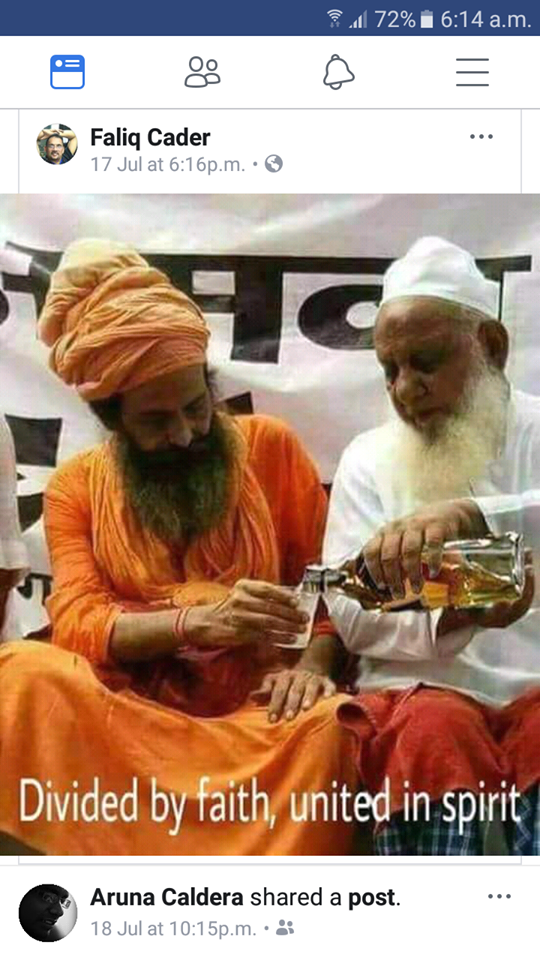 72% 6:14 a.m.
Faliq Cader
17 Jul at 6:16p.m. •
Divided by faith, united in spirit
Aruna Caldera shared a post.
18 Jul at 10:15p.m. •